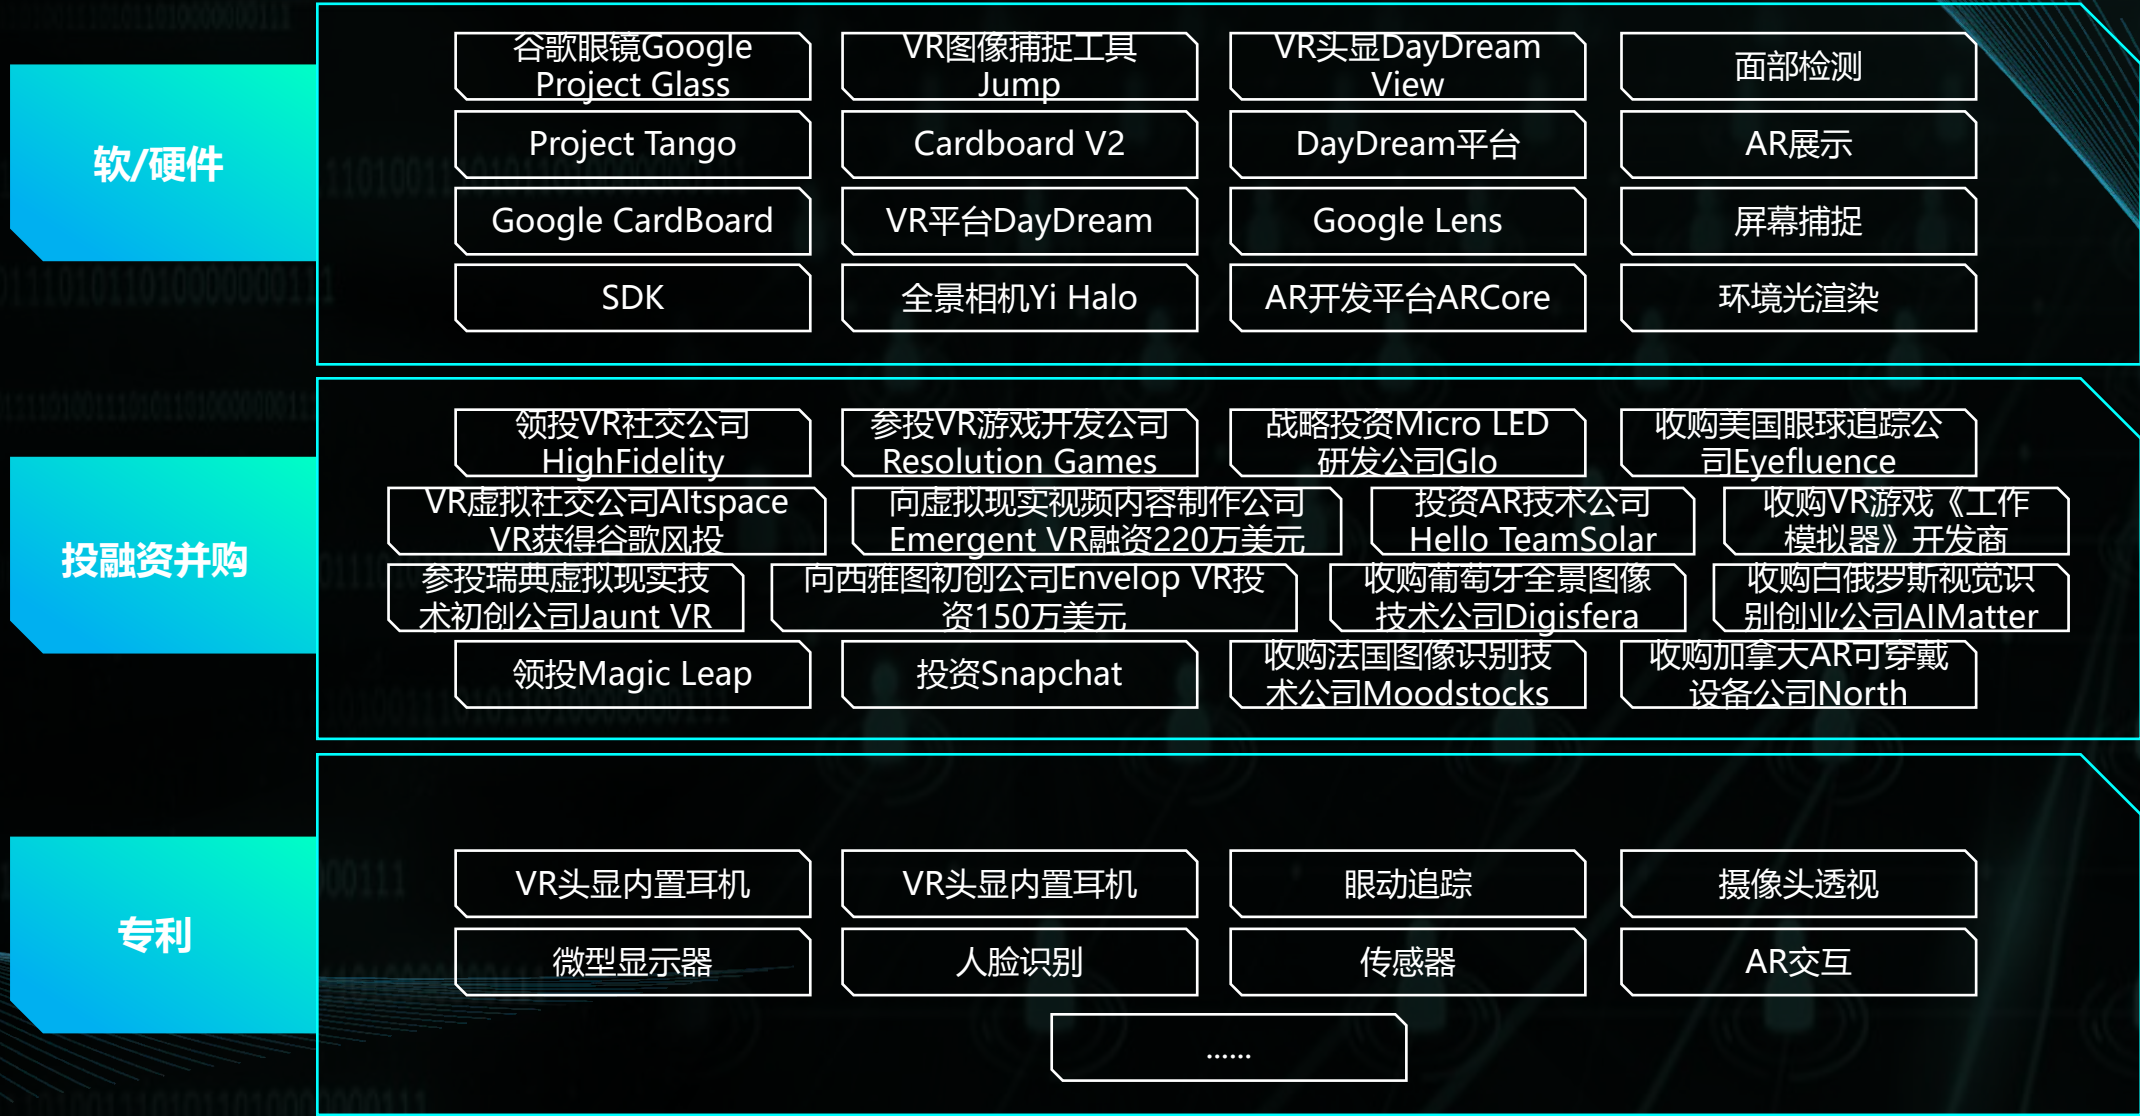 软/硬件
谷歌眼镜Google
Project Glass
VR图像捕捉工具
Jump
VR头显DayDream
View
面部检测
Project Tango
Cardboard V2
DayDream平台
AR展示
Google CardBoard
VR平台DayDream
Google Lens
屏幕捕捉
SDK
全景相机Yi Halo
AR开发平台ARCore
环境光渲染
投融资并购
领投VR社交公司
HighFidelity
参投VR游戏开发公司
Resolution Games
战略投资Micro LED
研发公司Glo
收购美国眼球追踪公
司Eyefluence
VR虚拟社交公司Altspace
VR获得谷歌风投
向虚拟现实视频内容制作公司
Emergent VR融资220万美元
投资AR技术公司
Hello TeamSolar
收购VR游戏《工作
模拟器》开发商
参投瑞典虚拟现实技
术初创公司Jaunt VR
向西雅图初创公司Envelop VR投
资150万美元
收购葡萄牙全景图像
技术公司Digisfera
收购白俄罗斯视觉识
别创业公司AIMatter
领投Magic Leap
投资Snapchat
收购法国图像识别技
术公司Moodstocks
收购加拿大AR可穿戴
设备公司North
专利
VR头显内置耳机
VR头显内置耳机
眼动追踪
摄像头透视
微型显示器
人脸识别
传感器
AR交互
......